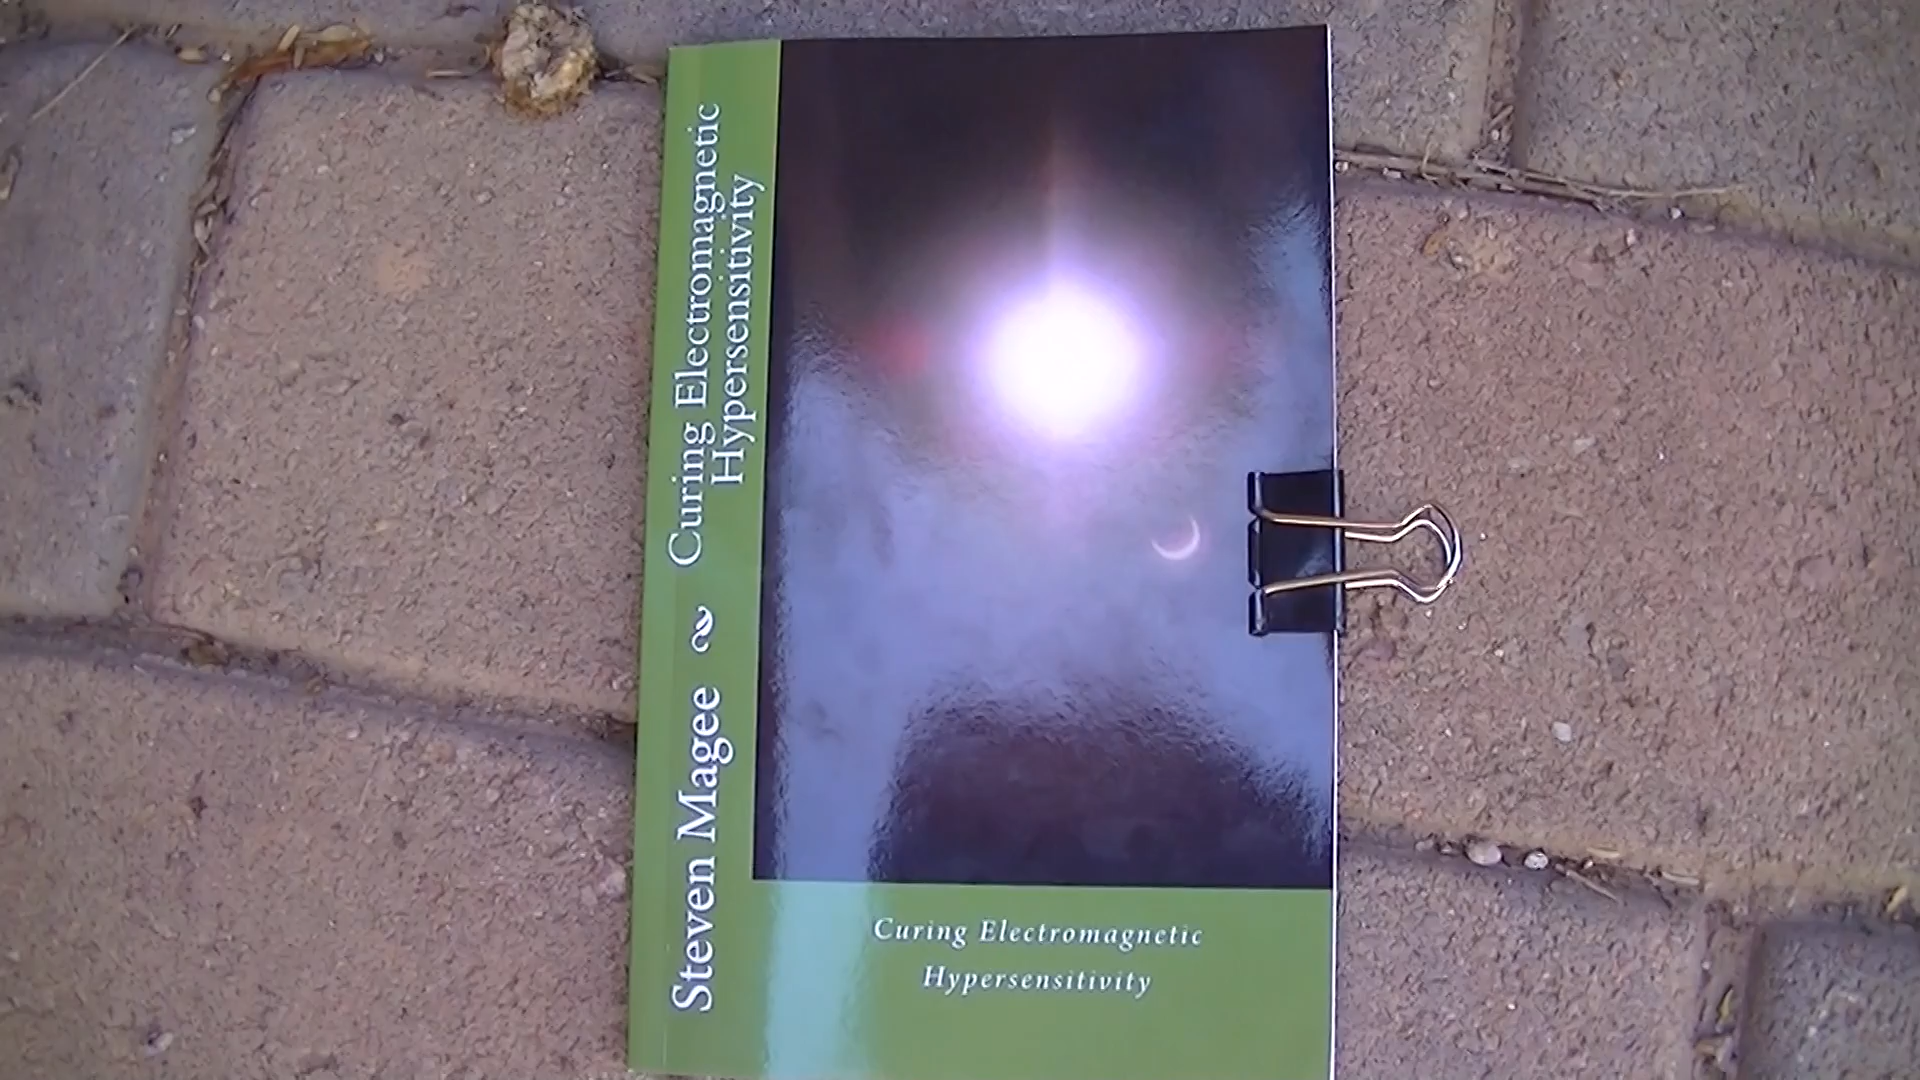 Curing Electromagnetic
Hypersensitivity
Steven Magee
Curing Electromagnetic
Hypersensitivity